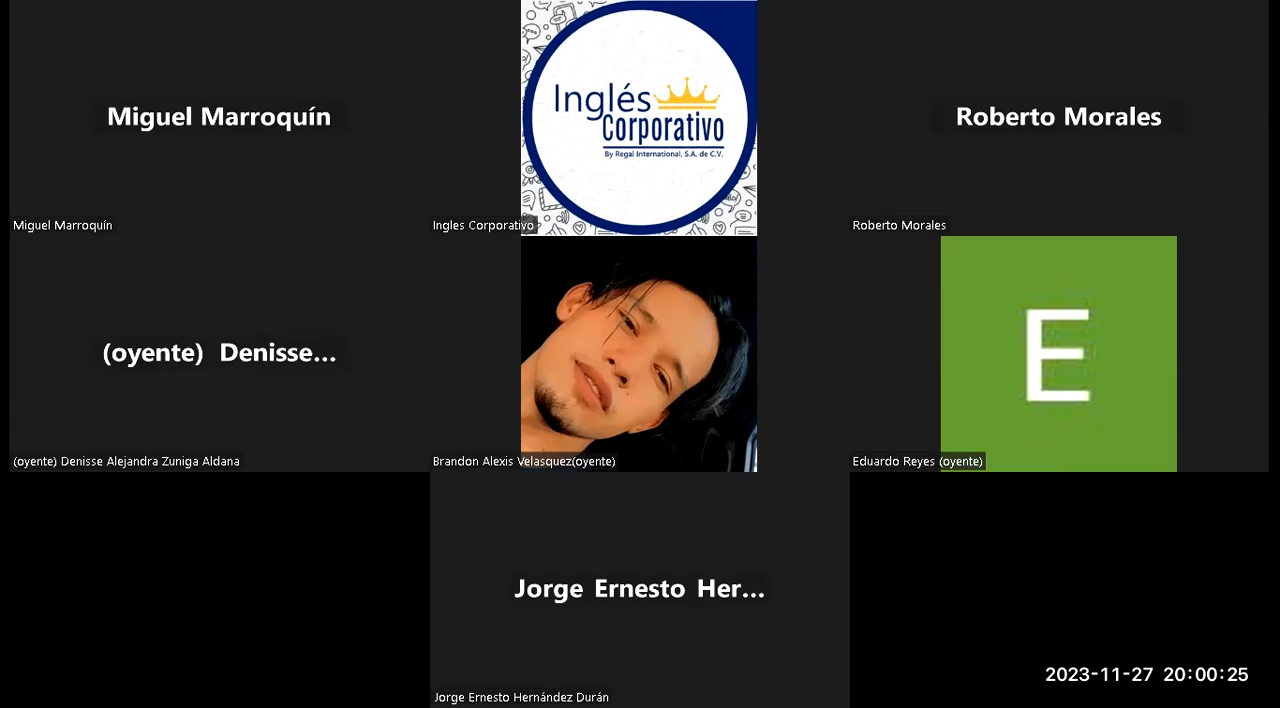 Miguel Marroquín
Inglés
Corporativo
By Regal International, S.A. de C.V.
Roberto Morales
Miguel Marroquín
Ingles Corporativo
Roberto Morales
(oyente) Denisse...
E
(oyente) Denisse Alejandra Zuniga Aldana
Brandon Alexis Velasquez(oyente)
Eduardo Reyes (oyente)
Jorge Ernesto Her...
2023-11-27 20:00:25
Jorge Ernesto Hernández Durán